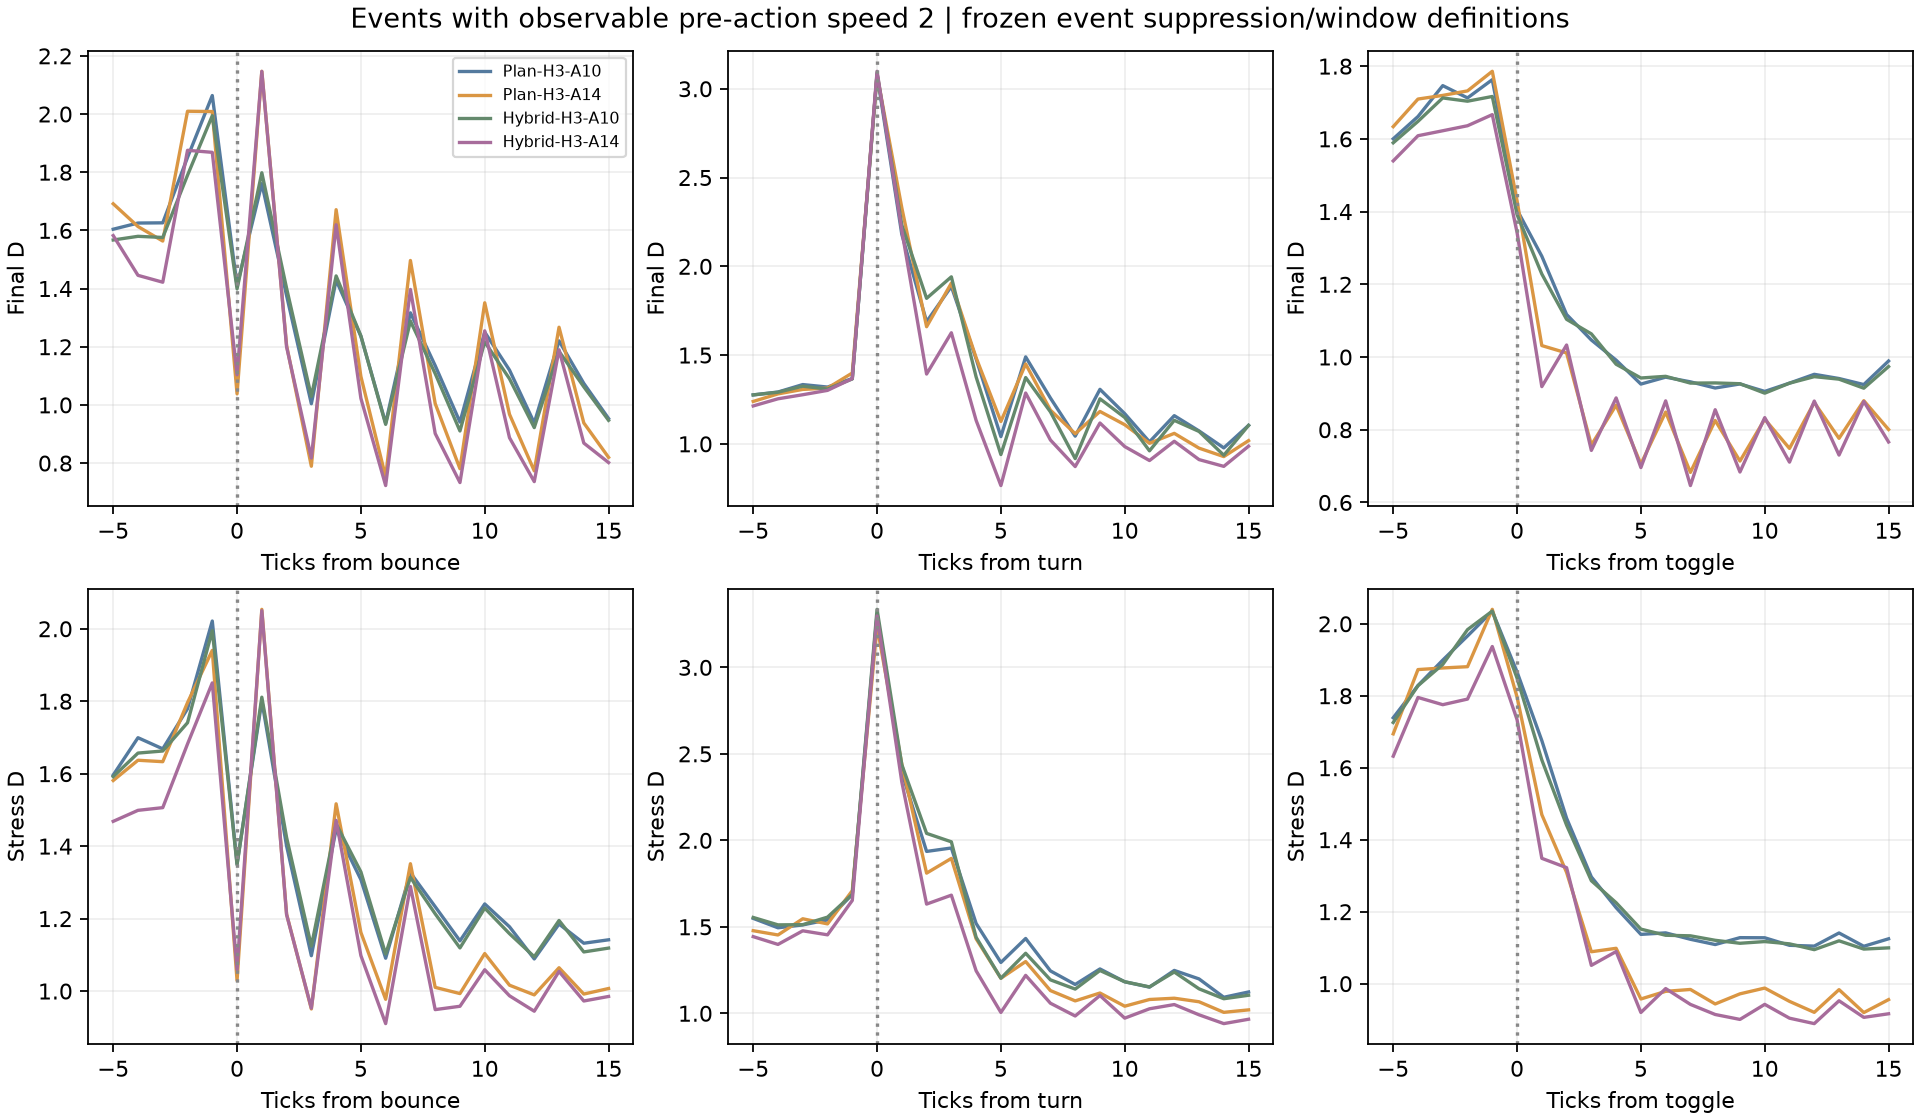 Events with observable pre-action speed 2 | frozen event suppression/window definitions
Final D
2.2
2.0
1.8
1.6
1.4
1.2
1.0
0.8
Plan-H3-A10
Plan-H3-A14
Hybrid-H3-A10
Hybrid-H3-A14
−5 0 5 10 15
Ticks from bounce
Final D
3.0
2.5
2.0
1.5
1.0
−5 0 5 10 15
Ticks from turn
Final D
1.8
1.6
1.4
1.2
1.0
0.8
0.6
−5 0 5 10 15
Ticks from toggle
Stress D
2.0
1.8
1.6
1.4
1.2
1.0
−5 0 5 10 15
Ticks from bounce
Stress D
3.0
2.5
2.0
1.5
1.0
−5 0 5 10 15
Ticks from turn
Stress D
2.0
1.8
1.6
1.4
1.2
1.0
−5 0 5 10 15
Ticks from toggle